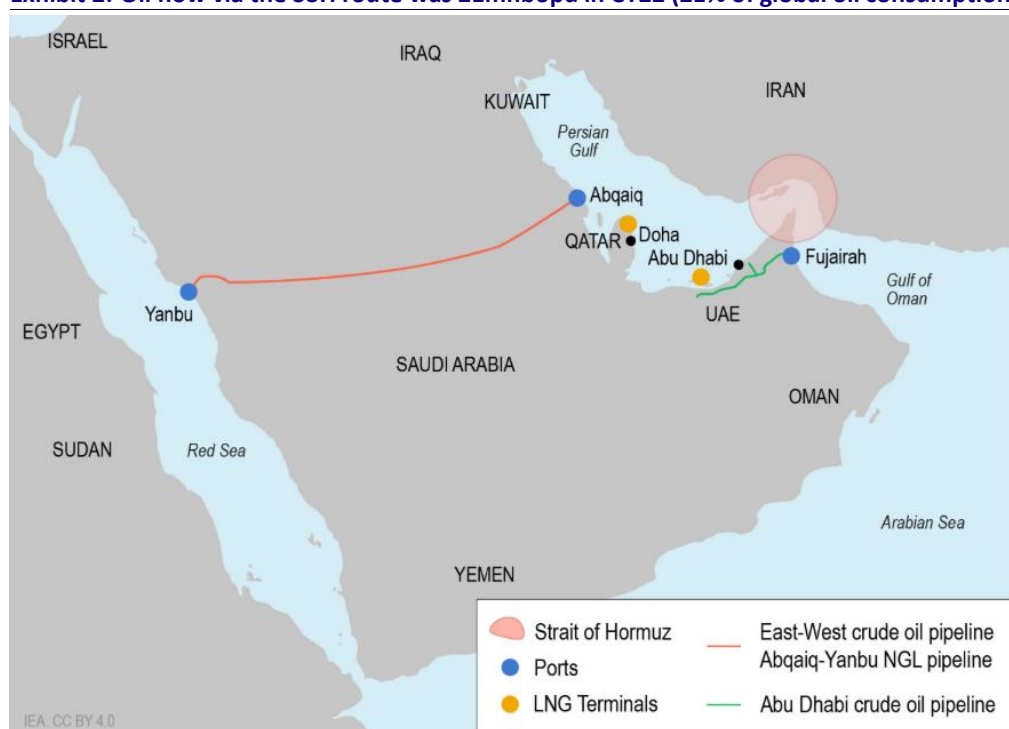 ISRAEL
IRAQ
IRAN
KUWAIT
Persian
Gulf
Abqaiq
QATAR
Doha
Abu Dhabi
Fujairah
Gulf of
Oman
UAE
Yanbu
EGYPT
SAUDI ARABIA
OMAN
SUDAN
Red Sea
Arabian Sea
YEMEN
Strait of Hormuz
Ports
LNG Terminals
East-West crude oil pipeline
Abqaiq-Yanbu NGL pipeline
Abu Dhabi crude oil pipeline
IEA. CC BY 4.0